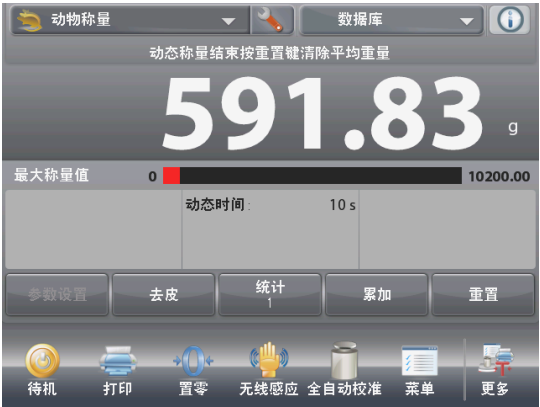 动物称量
数据库
动态称量结束按重置键清除平均重量
591.83 g
最大称量值 0 10200.00
动态时间: 10 s
参数设置 去皮 统计 累加 重置
1
待机 打印 置零 无线感应 全自动校准 菜单 更多